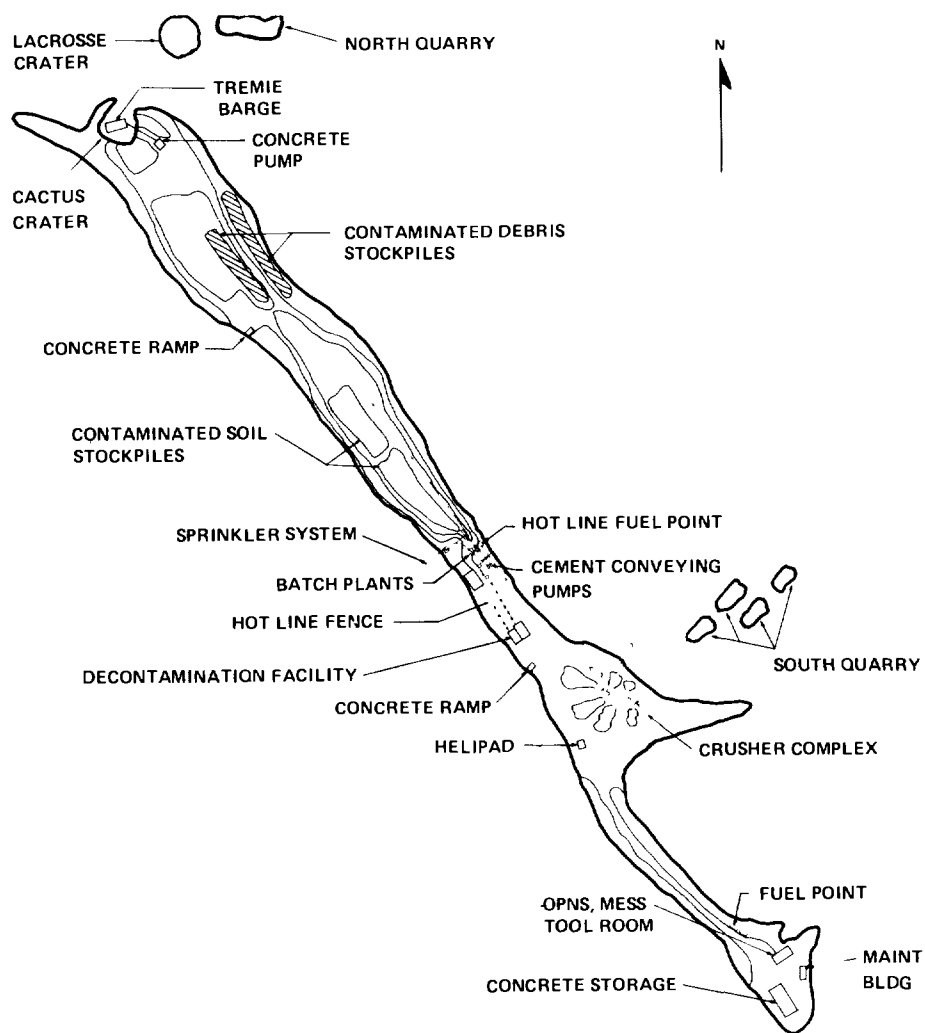 LACROSSE
CRATER
NORTH QUARRY
N
TREMIE
BARGE
CONCRETE
PUMP
CACTUS
CRATER
CONTAMINATED DEBRIS
STOCKPILES
CONCRETE RAMP
CONTAMINATED SOIL
STOCKPILES
HOT LINE FUEL POINT
SPRINKLER SYSTEM
BATCH PLANTS
CEMENT CONVEYING
PUMPS
HOT LINE FENCE
SOUTH QUARRY
DECONTAMINATION FACILITY
CONCRETE RAMP
HELIPAD
CRUSHER COMPLEX
FUEL POINT
OPNS, MESS
TOOL ROOM
MAINT
BLDG
CONCRETE STORAGE